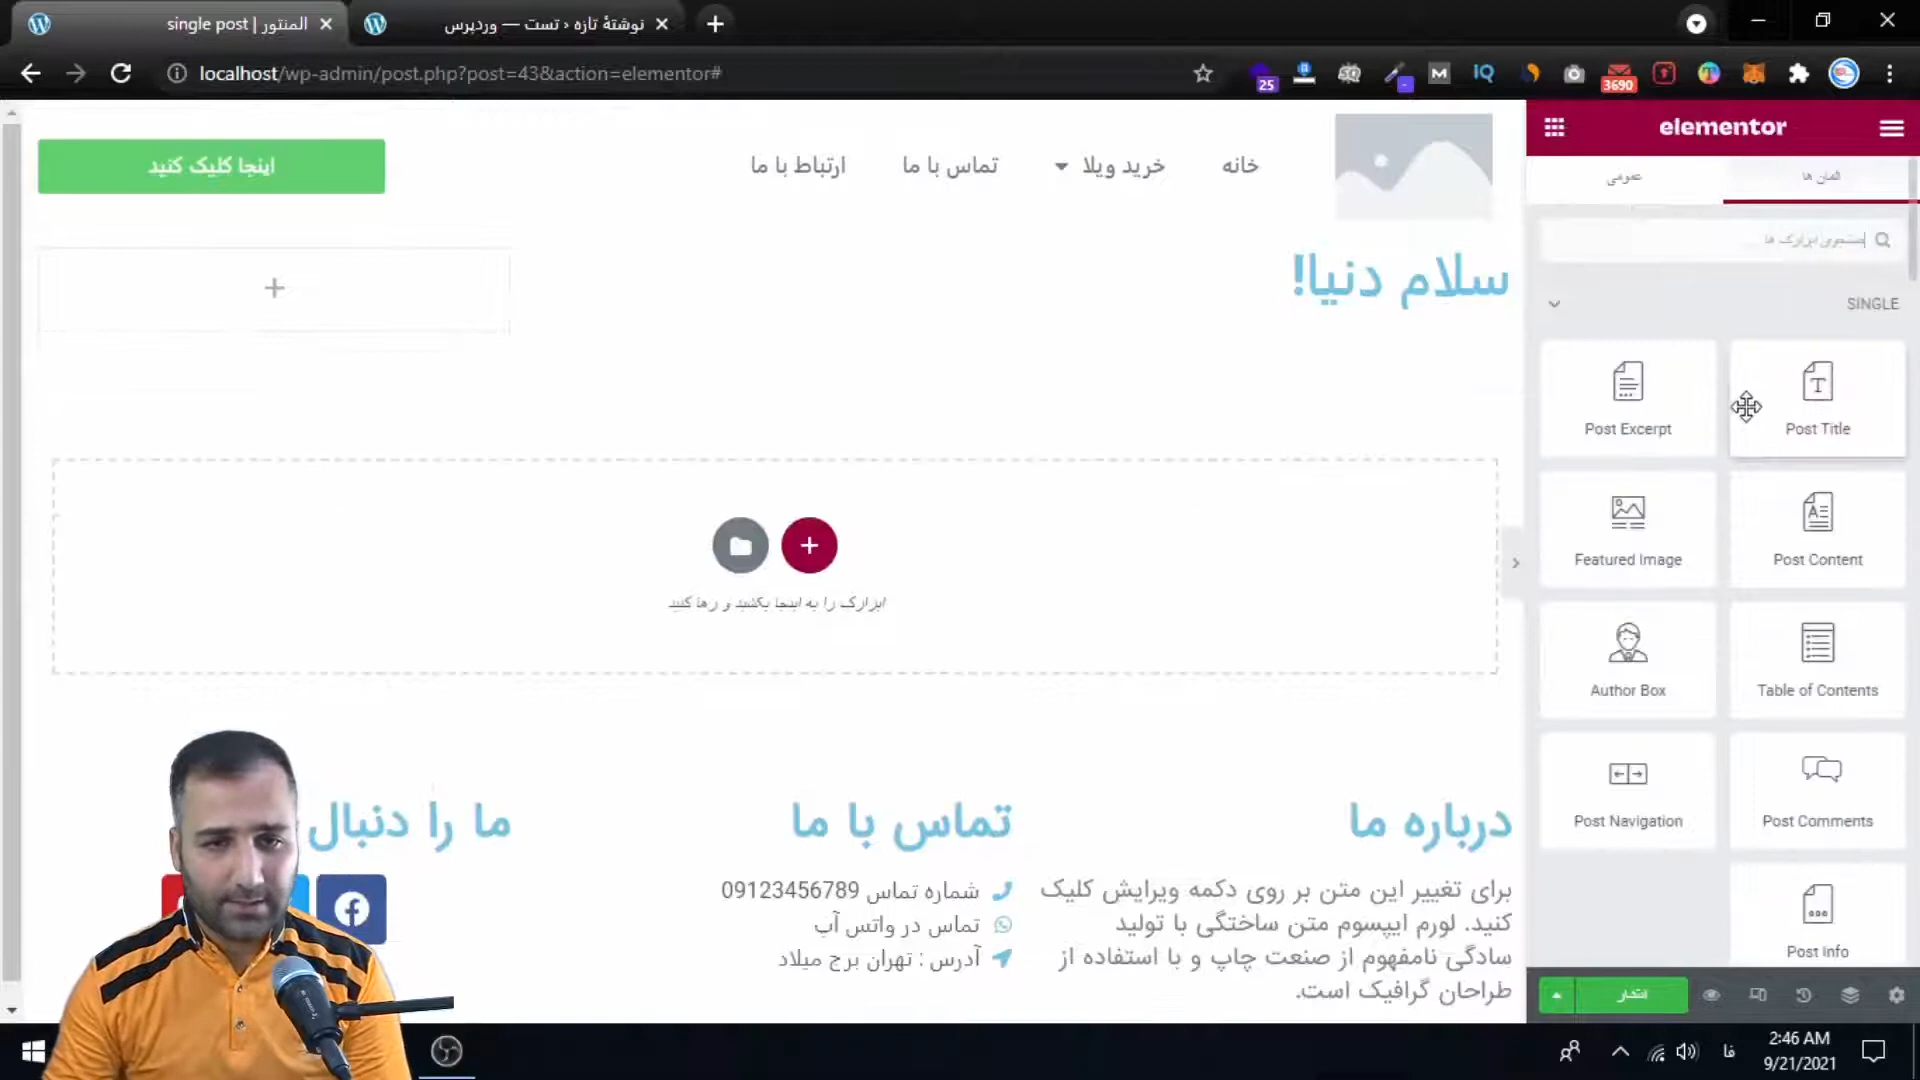 المنتور | single post
نوشتهٔ تازه ‹ تست — وردپرس
localhost/wp-admin/post.php?post=43&action=elementor#
25
3690
iQ
M
elementor
المان ها
عمومی
جستجوی ابزارک ها
SINGLE
Post Title
Post Excerpt
Post Content
Featured Image
Table of Contents
Author Box
Post Comments
Post Navigation
Post Info
انتشار
خانه
خرید ویلا
تماس با ما
ارتباط با ما
اینجا کلیک کنید
سلام دنیا!
ابزارک را به اینجا بکشید و رها کنید
درباره ما
برای تغییر این متن بر روی دکمه ویرایش کلیک
کنید. لورم ایپسوم متن ساختگی با تولید
سادگی نامفهوم از صنعت چاپ و با استفاده از
طراحان گرافیک است.
تماس با ما
شماره تماس 09123456789
تماس در واتس آپ
آدرس : تهران برج میلاد
ما را دنبال
فا
2:46 AM
9/21/2021